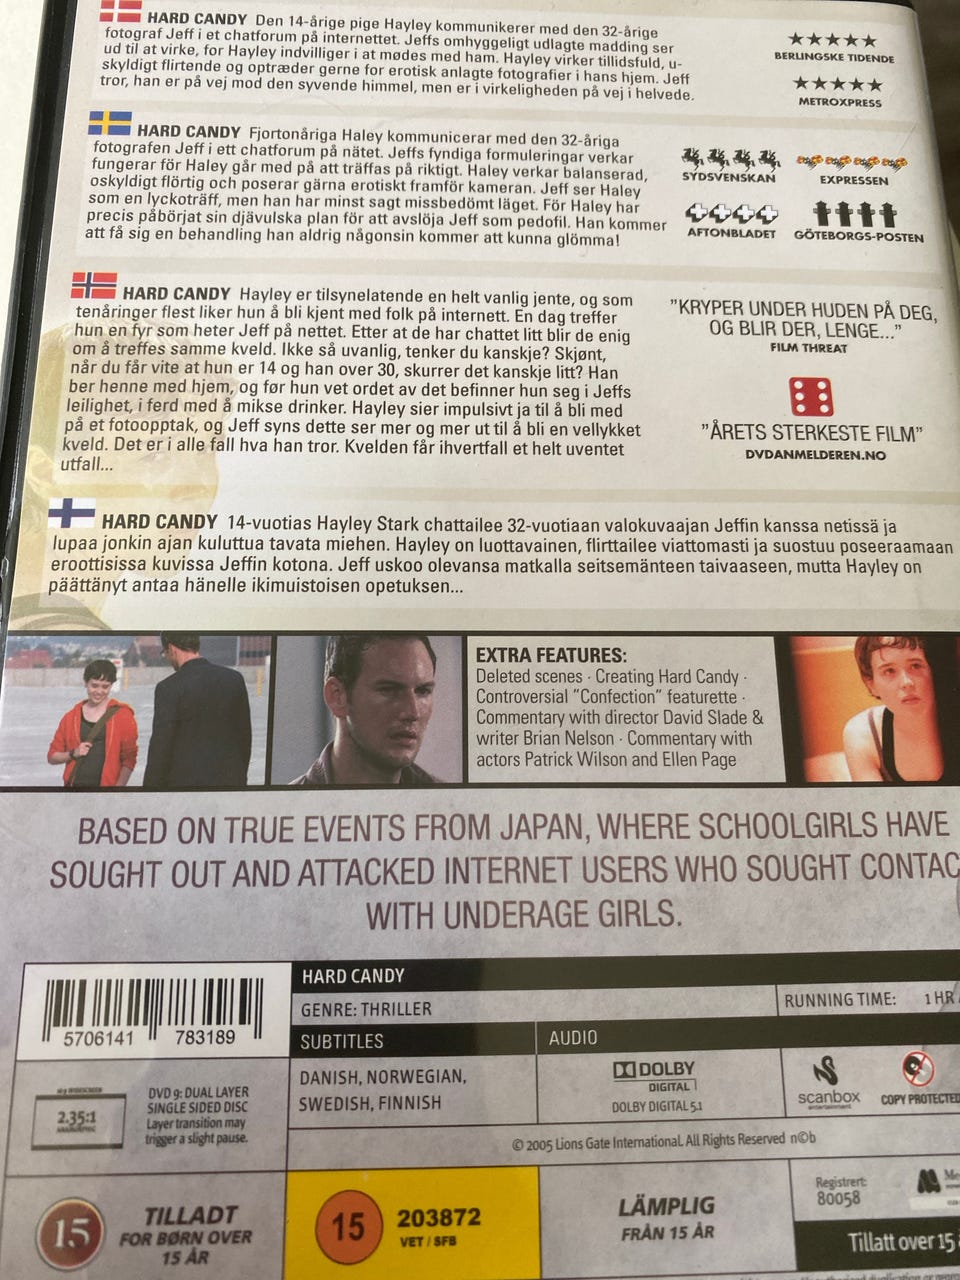 HARD CANDY Den 14-årige pige Hayley kommunikerer med den 32-årige
fotograf Jeff i et chatforum på internettet. Jeffs omhyggeligt udlagte madding ser
ud til at virke, for Hayley indvilliger i at mødes med ham. Hayley virker tillidsfuld, u-
skyldigt flirtende og optræder gerne for erotisk anlagte fotografier i hans hjem. Jeff
tror, han er på vej mod den syvende himmel, men er i virkeligheden på vej i helvede.
BERLINGSKE TIDENDE
METROXPRESS
HARD CANDY Fjortonåriga Haley kommunicerar med den 32-åriga
fotografen Jeff i ett chatforum på nätet. Jeffs fyndiga formuleringar verkar
fungerar för Haley går med på att träffas på riktigt. Haley verkar balanserad,
oskyldigt flörtig och poserar gärna erotiskt framför kameran. Jeff ser Haley
som en lyckoträff, men han har minst sagt missbedömt läget. För Haley har
precis påbörjat sin djävulska plan för att avslöja Jeff som pedofil. Han kommer
att få sig en behandling han aldrig någonsin kommer att kunna glömma!
SYDSVENSKAN
EXPRESSEN
AFTONBLADET
GÖTEBORGS-POSTEN
HARD CANDY Hayley er tilsynelatende en helt vanlig jente, og som
tenåringer flest liker hun å bli kjent med folk på internett. En dag treffer
hun en fyr som heter Jeff på nettet. Etter at de har chattet litt blir de enig
om å treffes samme kveld. Ikke så uvanlig, tenker du kanskje? Skjønt,
når du får vite at hun er 14 og han over 30, skurrer det kanskje litt? Han
ber henne med hjem, og før hun vet ordet av det befinner hun seg i Jeffs
leilighet, i ferd med å mikse drinker. Hayley sier impulsivt ja til å bli med
på et fotoopptak, og Jeff syns dette ser mer og mer ut til å bli en vellykket
kveld. Det er i alle fall hva han tror. Kvelden får ihvertfall et helt uventet
utfall...
"KRYPER UNDER HUDEN PÅ DEG,
OG BLIR DER, LENGE..."
FILM THREAT
"ÅRETS STERKESTE FILM"
DVDANMELDEREN.NO
HARD CANDY 14-vuotias Hayley Stark chattailee 32-vuotiaan valokuvaajan Jeffin kanssa netissä ja
lupaa jonkin ajan kuluttua tavata miehen. Hayley on luottavainen, flirttailee viattomasti ja suostuu poseeraamaan
eroottisissa kuvissa Jeffin kotona. Jeff uskoo olevansa matkalla seitsemänteen taivaaseen, mutta Hayley on
päättänyt antaa hänelle ikimuistoisen opetuksen...
EXTRA FEATURES:
Deleted scenes · Creating Hard Candy ·
Controversial "Confection" featurette ·
Commentary with director David Slade &
writer Brian Nelson · Commentary with
actors Patrick Wilson and Ellen Page
BASED ON TRUE EVENTS FROM JAPAN, WHERE SCHOOLGIRLS HAVE
SOUGHT OUT AND ATTACKED INTERNET USERS WHO SOUGHT CONTAC
WITH UNDERAGE GIRLS.
5706141 783189
HARD CANDY
GENRE: THRILLER
RUNNING TIME: 1 HR
SUBTITLES
AUDIO
DANISH, NORWEGIAN,
SWEDISH, FINNISH
DOLBY
DIGITAL
DOLBY DIGITAL 5.1
scanbox
entertainment
COPY PROTECTED
16:9 WIDESCREEN
2.35:1
DVD 9: DUAL LAYER
SINGLE SIDED DISC
Layer transition may
trigger a slight pause.
© 2005 Lions Gate International. All Rights Reserved n©b
15
TILLADT
FOR BØRN OVER
15 ÅR
15
203872
VET / SFB
LÄMPLIG
FRÅN 15 ÅR
Registrert:
80058
Tillatt over 15